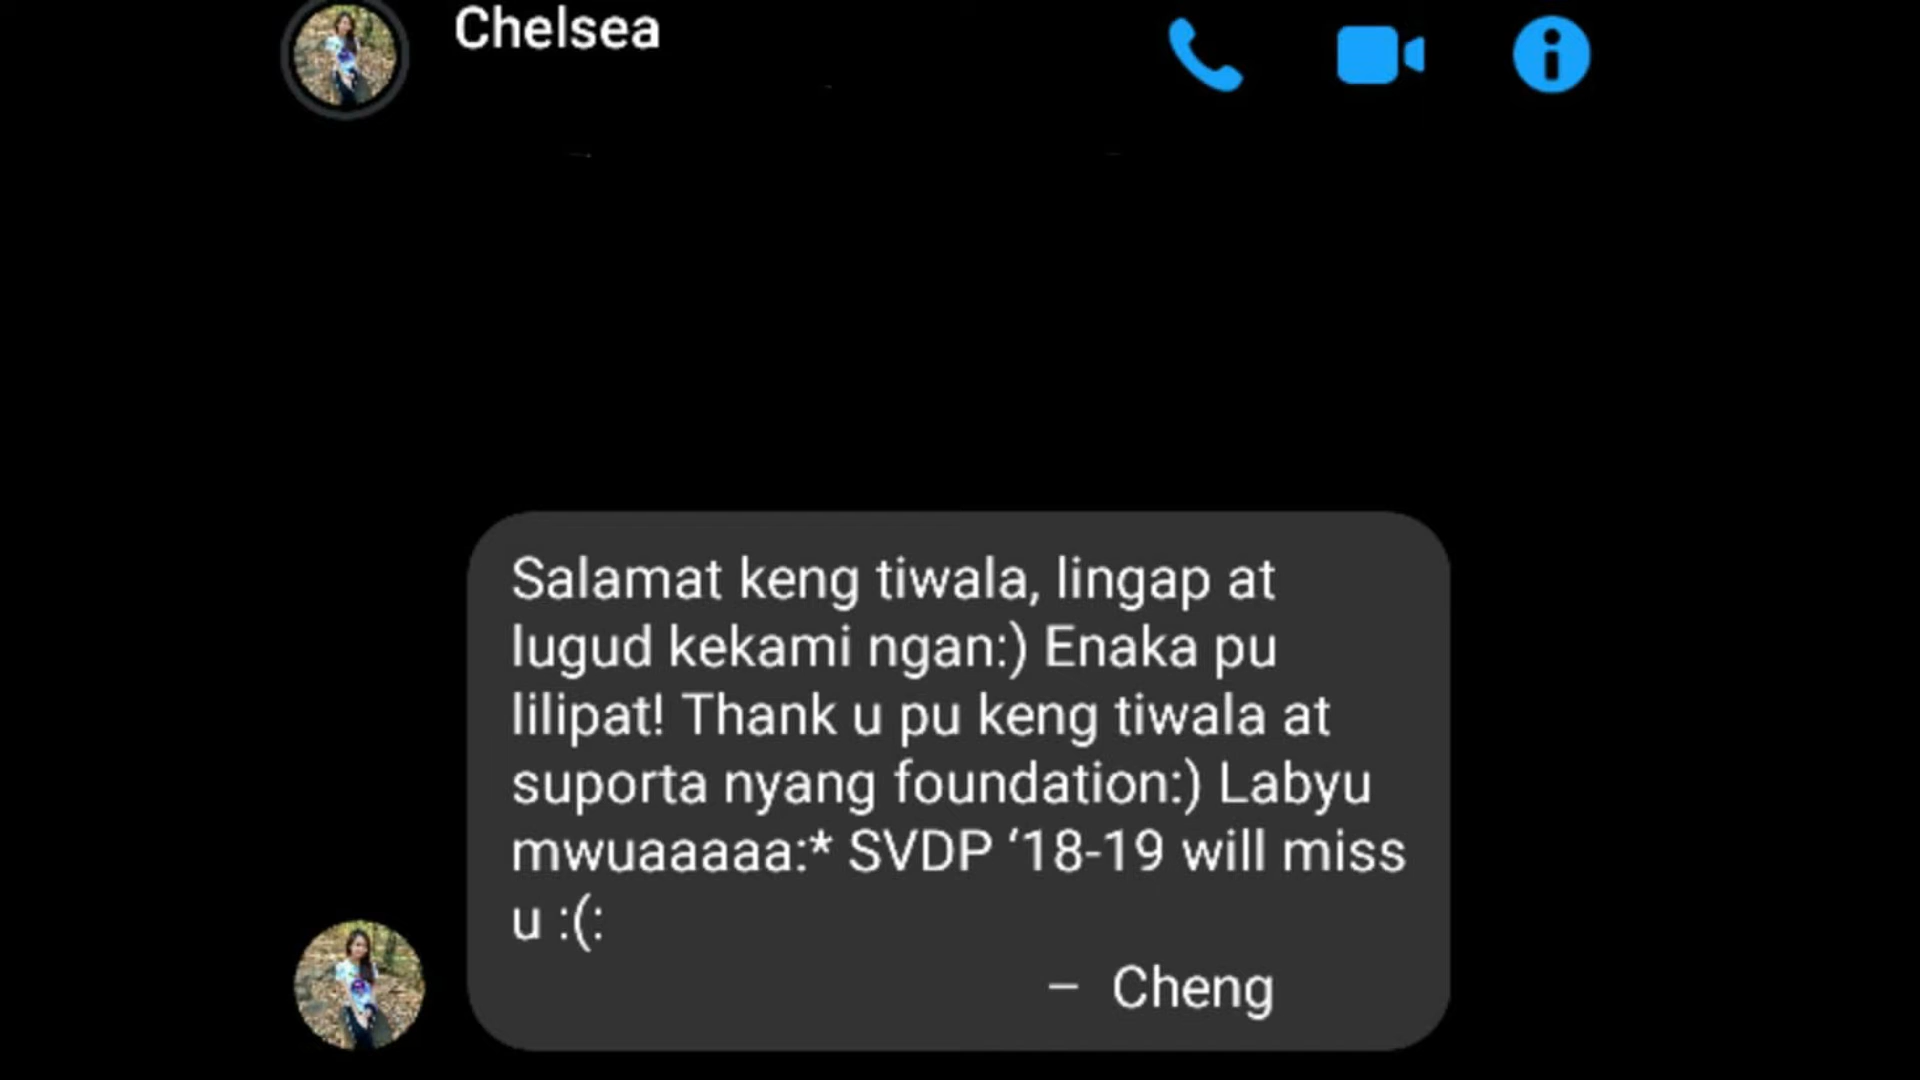 Chelsea
Salamat keng tiwala, lingap at
lugud kekami ngan:) Enaka pu
lilipat! Thank u pu keng tiwala at
suporta nyang foundation:) Labyu
mwuaaaaa:* SVDP ‘18-19 will miss
u :(:
– Cheng